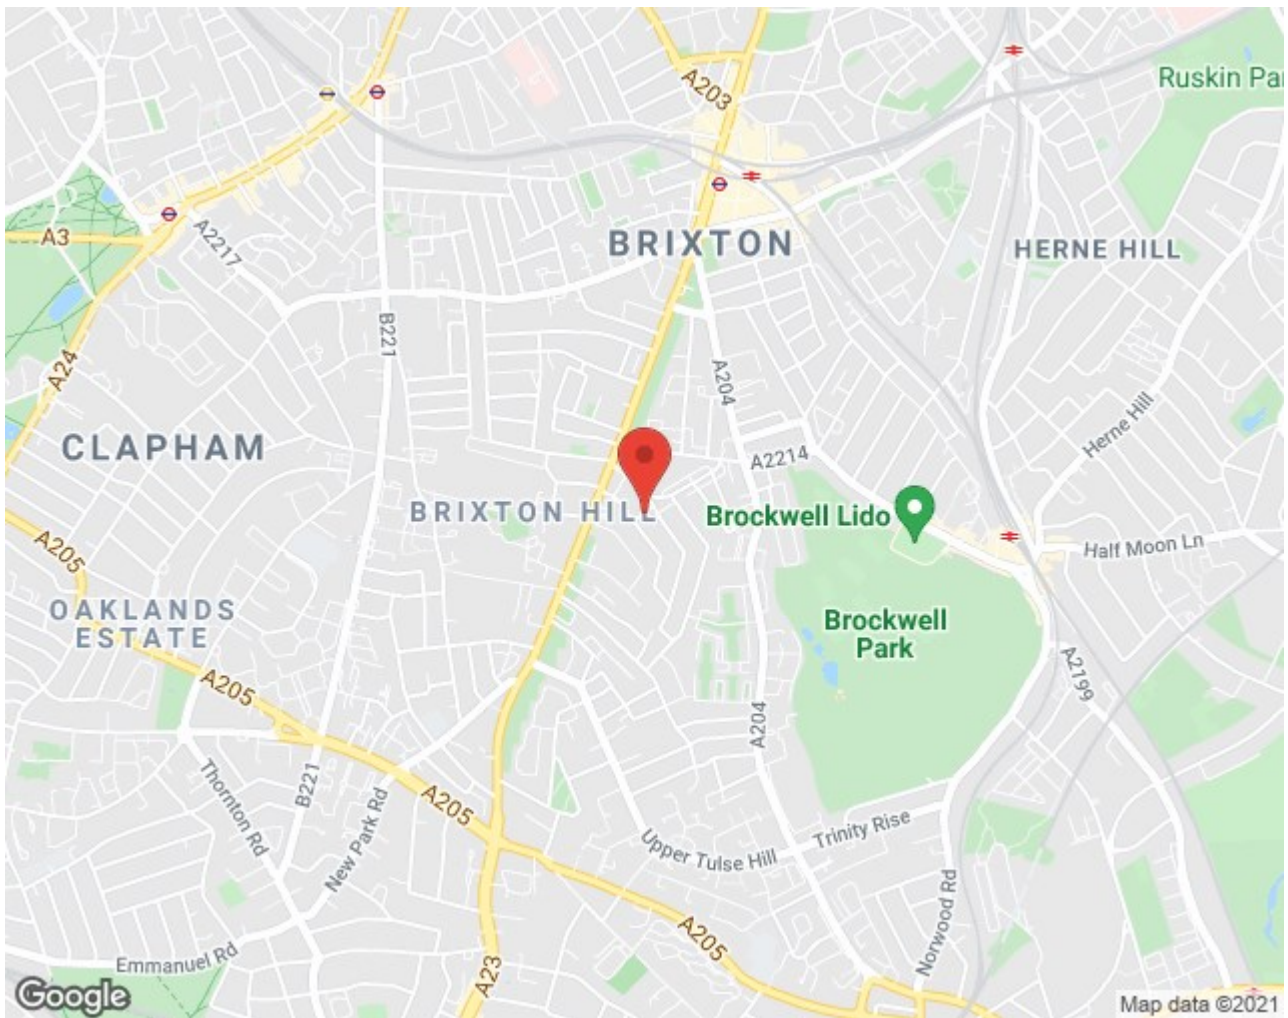 A203
Ruskin Par
A3
A2217
BRIXTON
HERNE HILL
B221
A24
A204
Herne Hill
CLAPHAM
A2214
BRIXTON HILL
Brockwell Lido
A205
Half Moon Ln
OAKLANDS
ESTATE
Brockwell
Park
A205
A2199
A204
Thornton Rd
B221
New Park Rd
A205
Upper Tulse Hill
Trinity Rise
A205
Norwood Rd
Emmanuel Rd
A23
Google
Map data ©2021